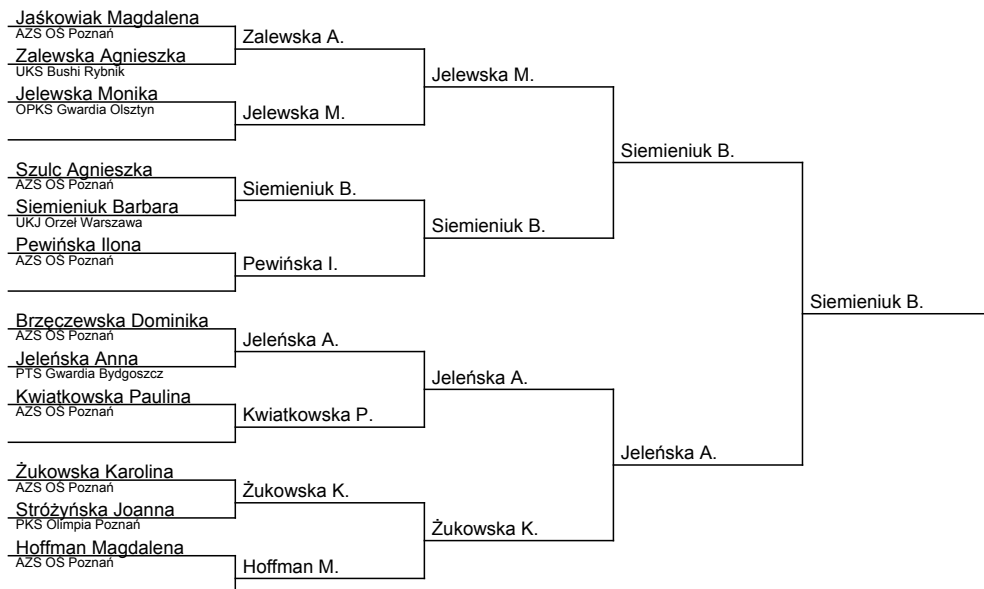 Jaśkowiak Magdalena
AZS OŚ Poznań
Zalewska A.
Zalewska Agnieszka
UKS Bushi Rybnik
Jelewska M.
Jelewska Monika
OPKS Gwardia Olsztyn
Jelewska M.
Siemieniuk B.
Szulc Agnieszka
AZS OŚ Poznań
Siemieniuk B.
Siemieniuk Barbara
UKJ Orzeł Warszawa
Siemieniuk B.
Pewińska Ilona
AZS OŚ Poznań
Pewińska I.
Siemieniuk B.
Brzęczewska Dominika
AZS OŚ Poznań
Jeleńska A.
Jeleńska Anna
PTS Gwardia Bydgoszcz
Jeleńska A.
Kwiatkowska Paulina
AZS OŚ Poznań
Kwiatkowska P.
Jeleńska A.
Żukowska Karolina
AZS OŚ Poznań
Żukowska K.
Stróżyńska Joanna
PKS Olimpia Poznań
Żukowska K.
Hoffman Magdalena
AZS OŚ Poznań
Hoffman M.